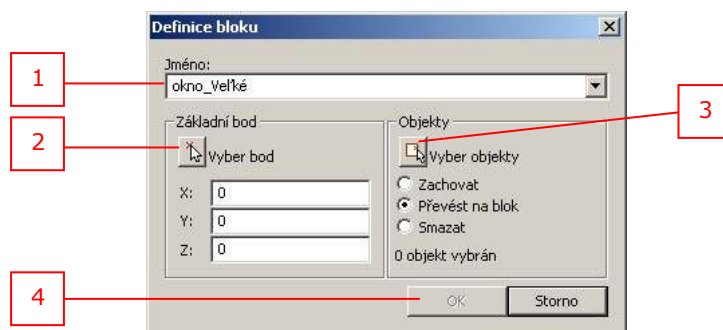 Definice bloku
Jméno:
1
okno_Veľké
3
Základní bod
Objekty
2
Vyber bod
Vyber objekty
X: 0
Zachovat
Y: 0
Převést na blok
Z: 0
Smazat
0 objekt vybrán
4
OK
Storno